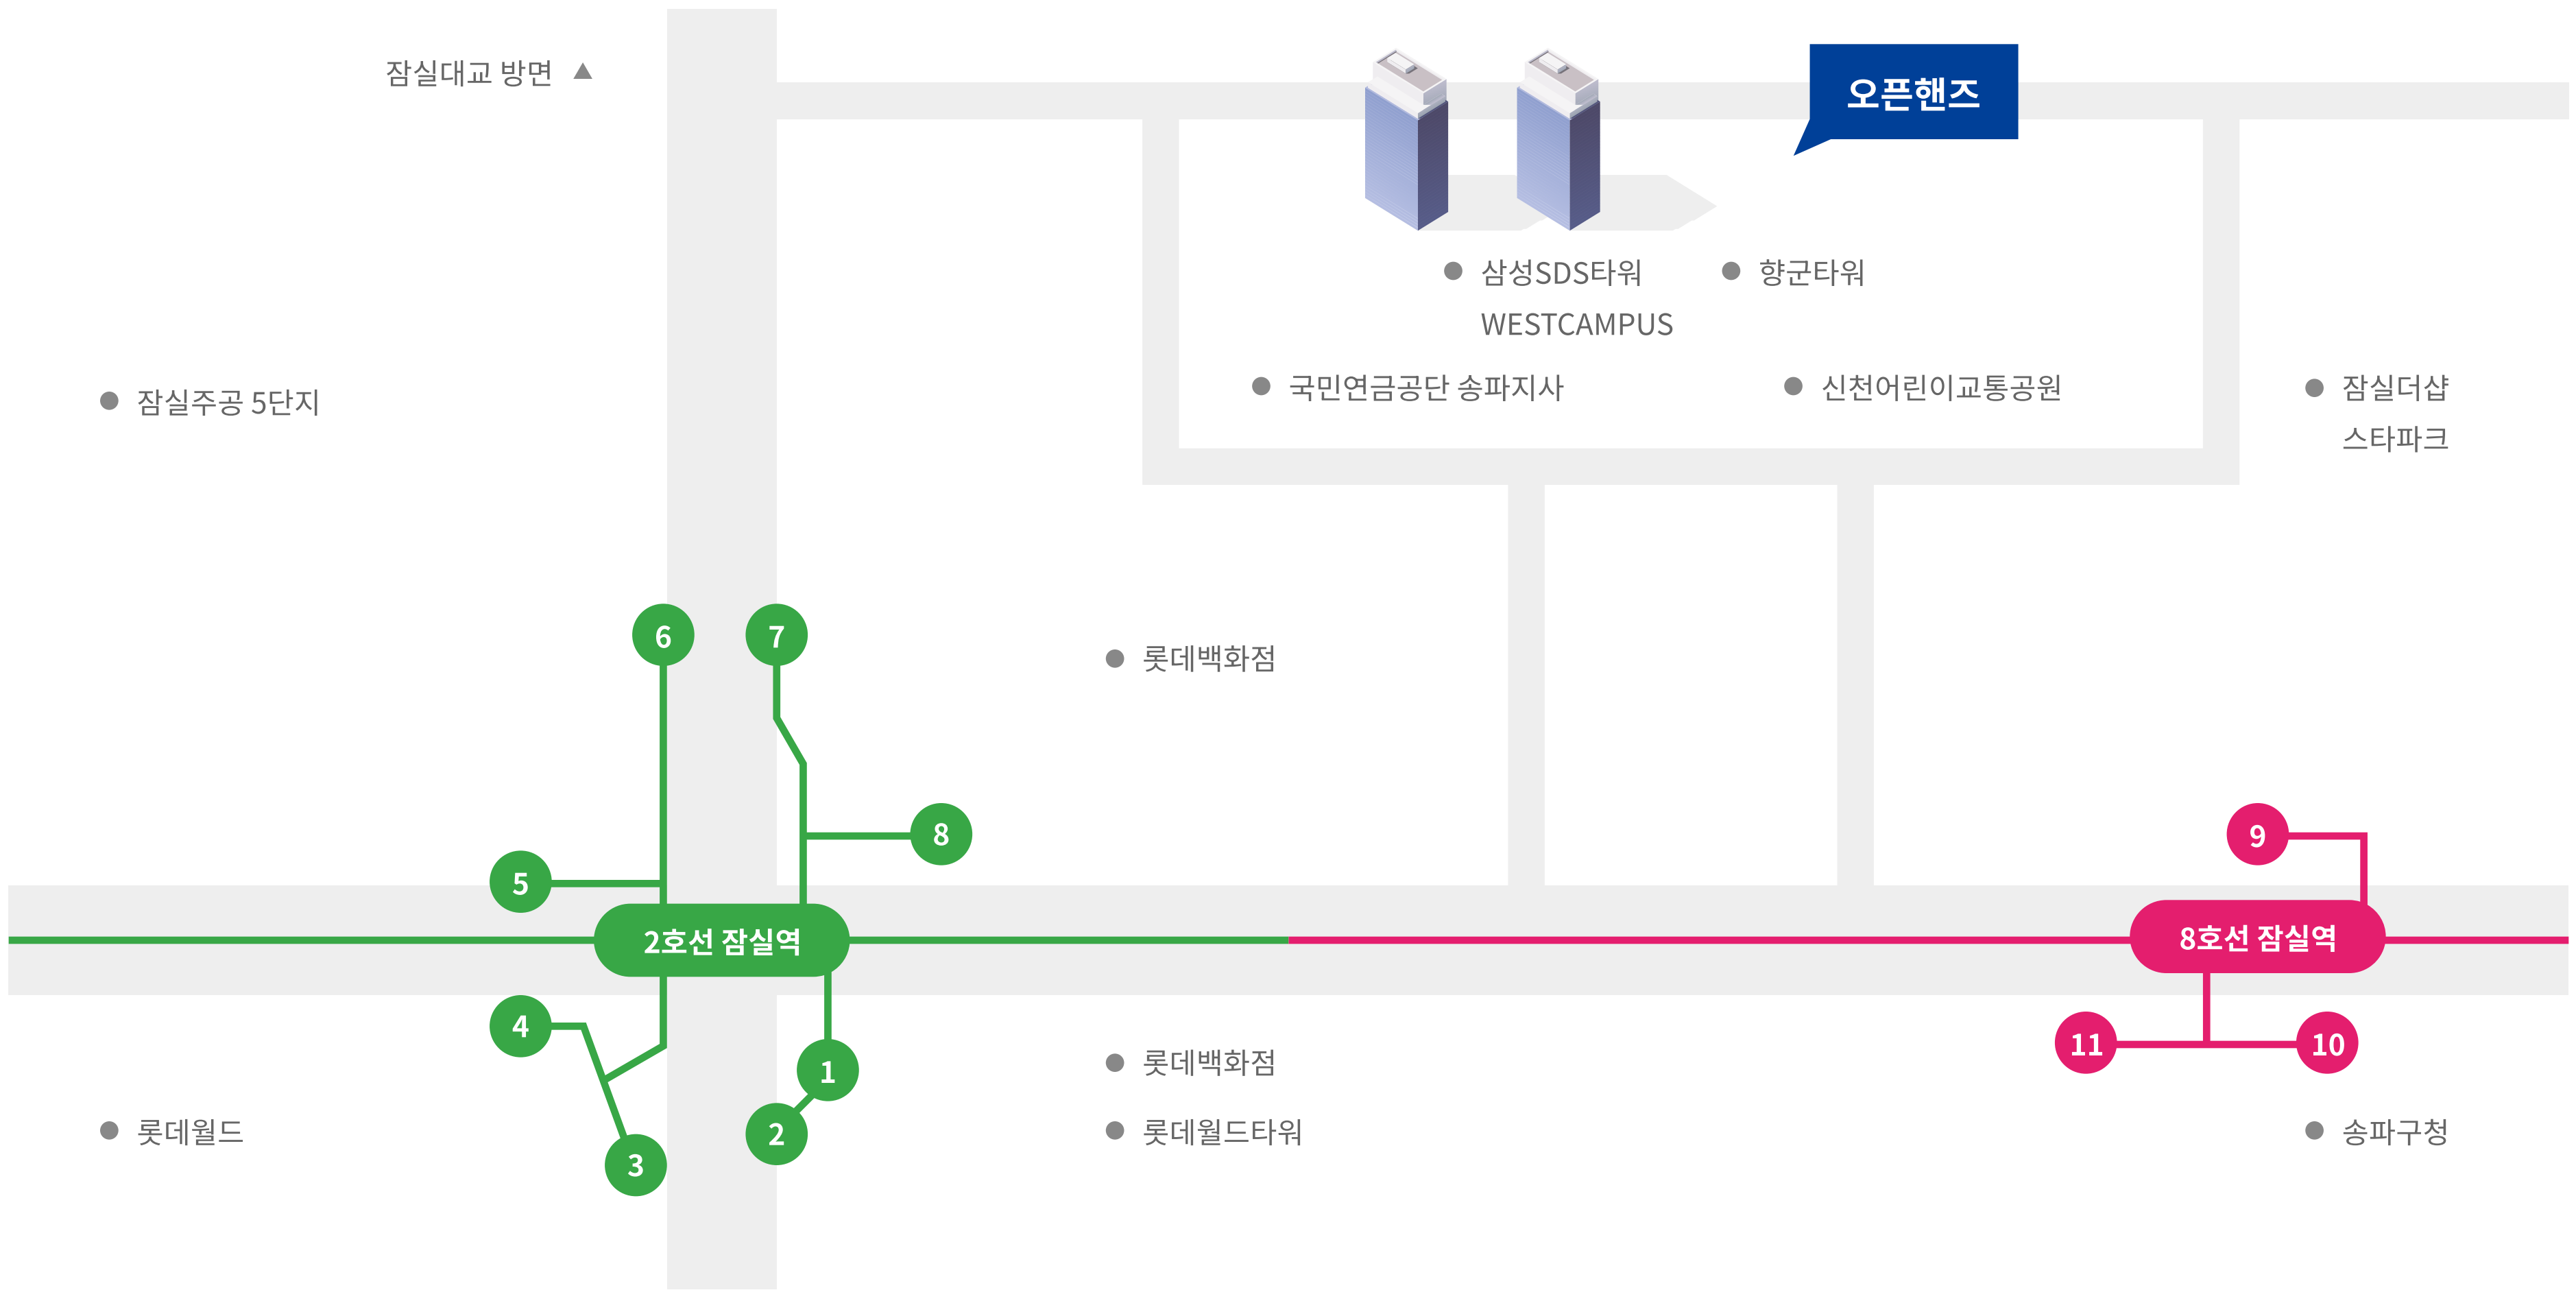 잠실대교 방면 ▲
오픈핸즈
삼성SDS타워
WESTCAMPUS
향군타워
국민연금공단 송파지사
신천어린이교통공원
잠실더샵
스타파크
잠실주공 5단지
6
7
롯데백화점
8
9
5
2호선 잠실역
8호선 잠실역
4
1
2
3
11
10
롯데백화점
롯데월드타워
롯데월드
송파구청